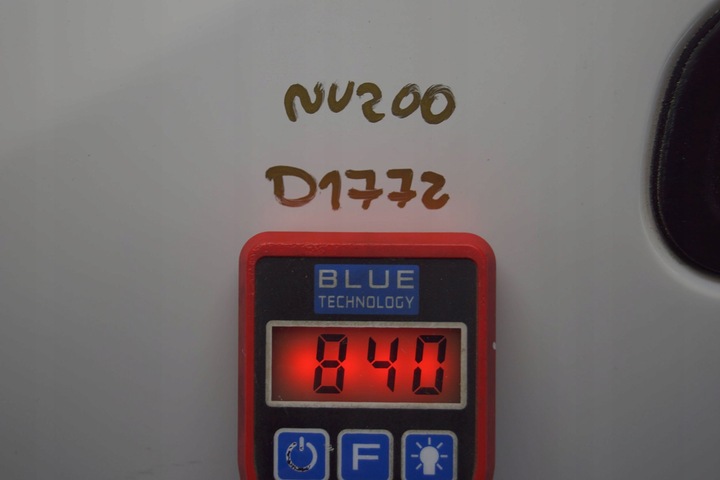 NV200
D1772
BLUE
TECHNOLOGY
840
F